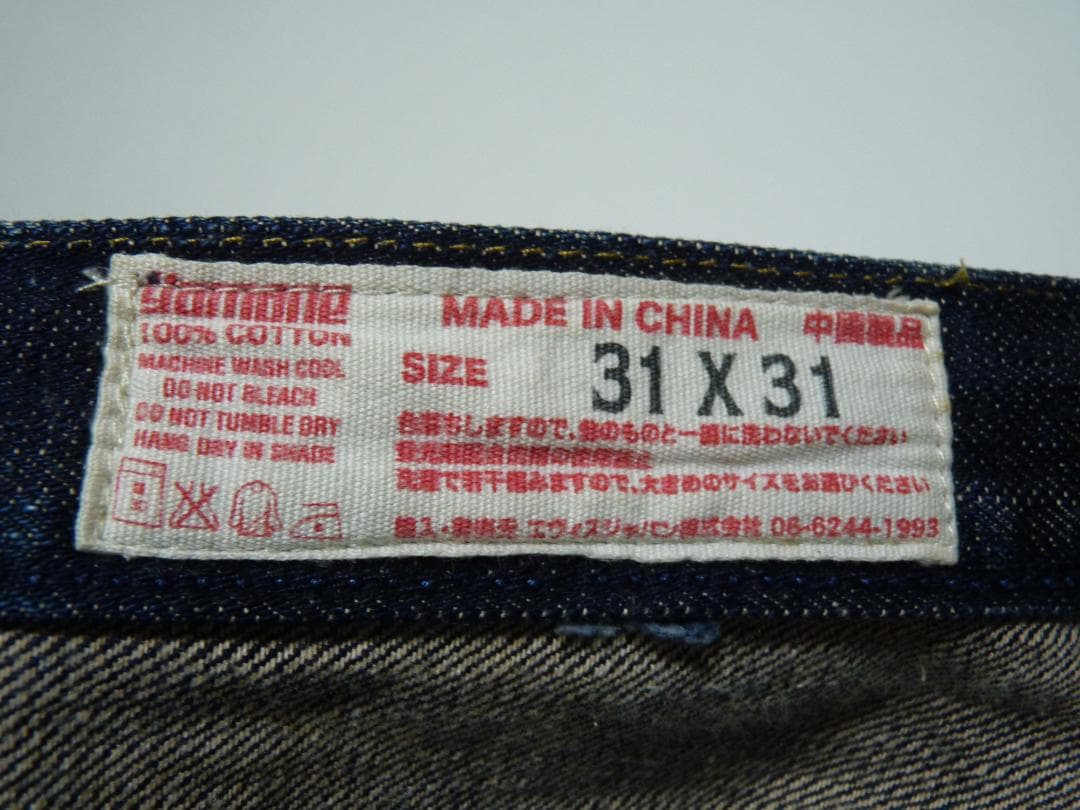 yamane
100% COTTON
MACHINE WASH COOL
DO NOT BLEACH
DO NOT TUMBLE DRY
HANG DRY IN SHADE
MADE IN CHINA 中國製品
SIZE 31 X 31
色落ちしますので、他のものと一緒に洗わないでください
洗濯で若干縮みますので、大きめのサイズをお選びください
輸入・発売元 エヴィスジャパン株式会社 06-6244-1993